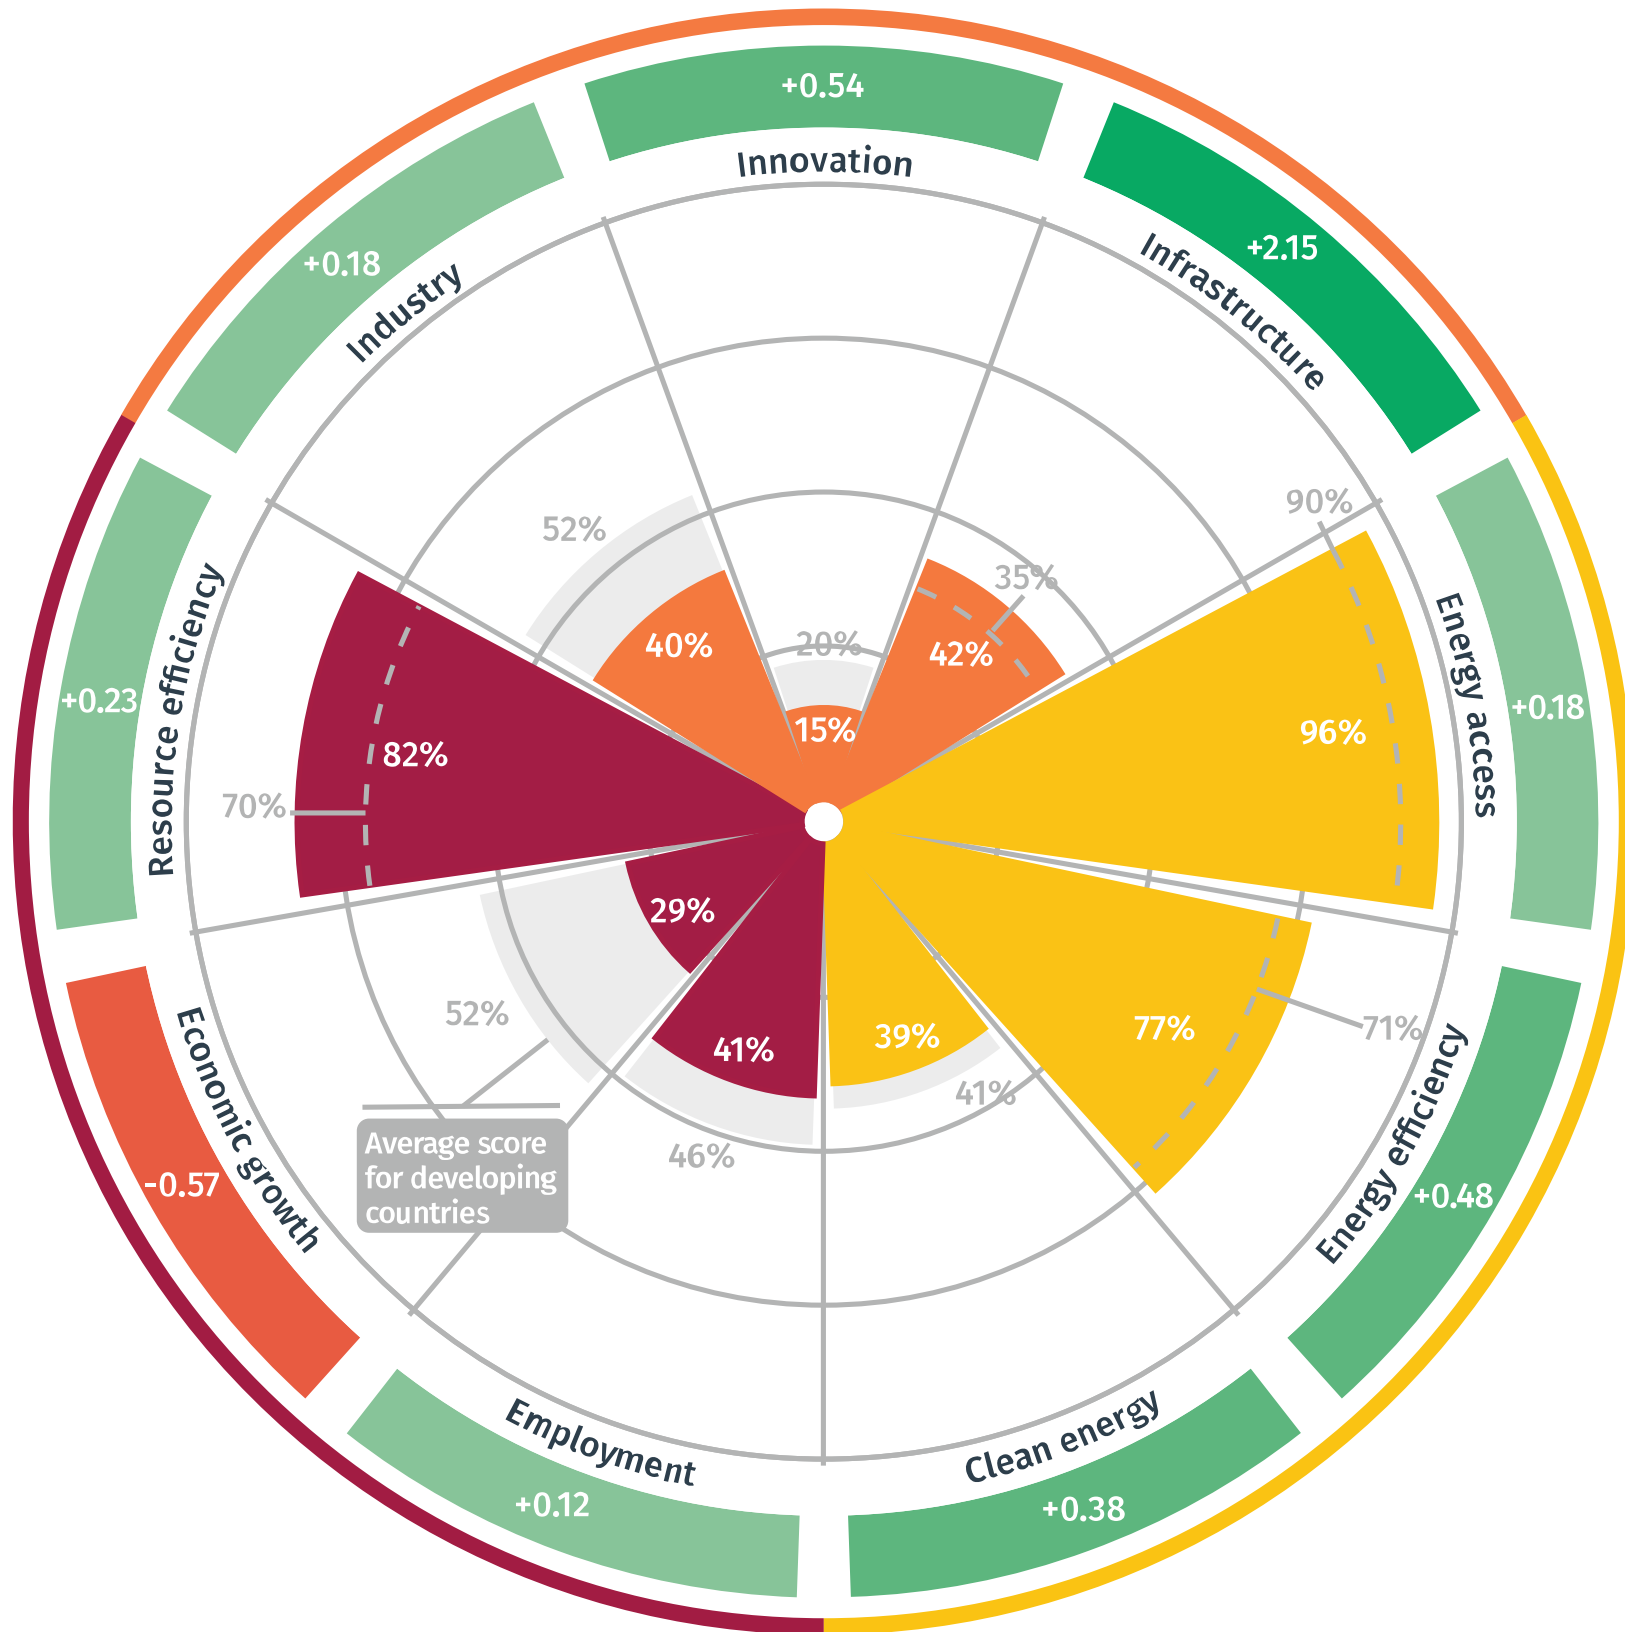 +0.54
Innovation
+2.15
Infrastructure
+0.18
Industry
90%
+0.18
Energy access
96%
52%
40%
20%
15%
35%
42%
+0.23
Resource efficiency
82%
70%
29%
52%
41%
46%
39%
41%
77%
71%
Average score
for developing
countries
-0.57
Economic growth
Energy efficiency
+0.48
Employment
+0.12
Clean energy
+0.38